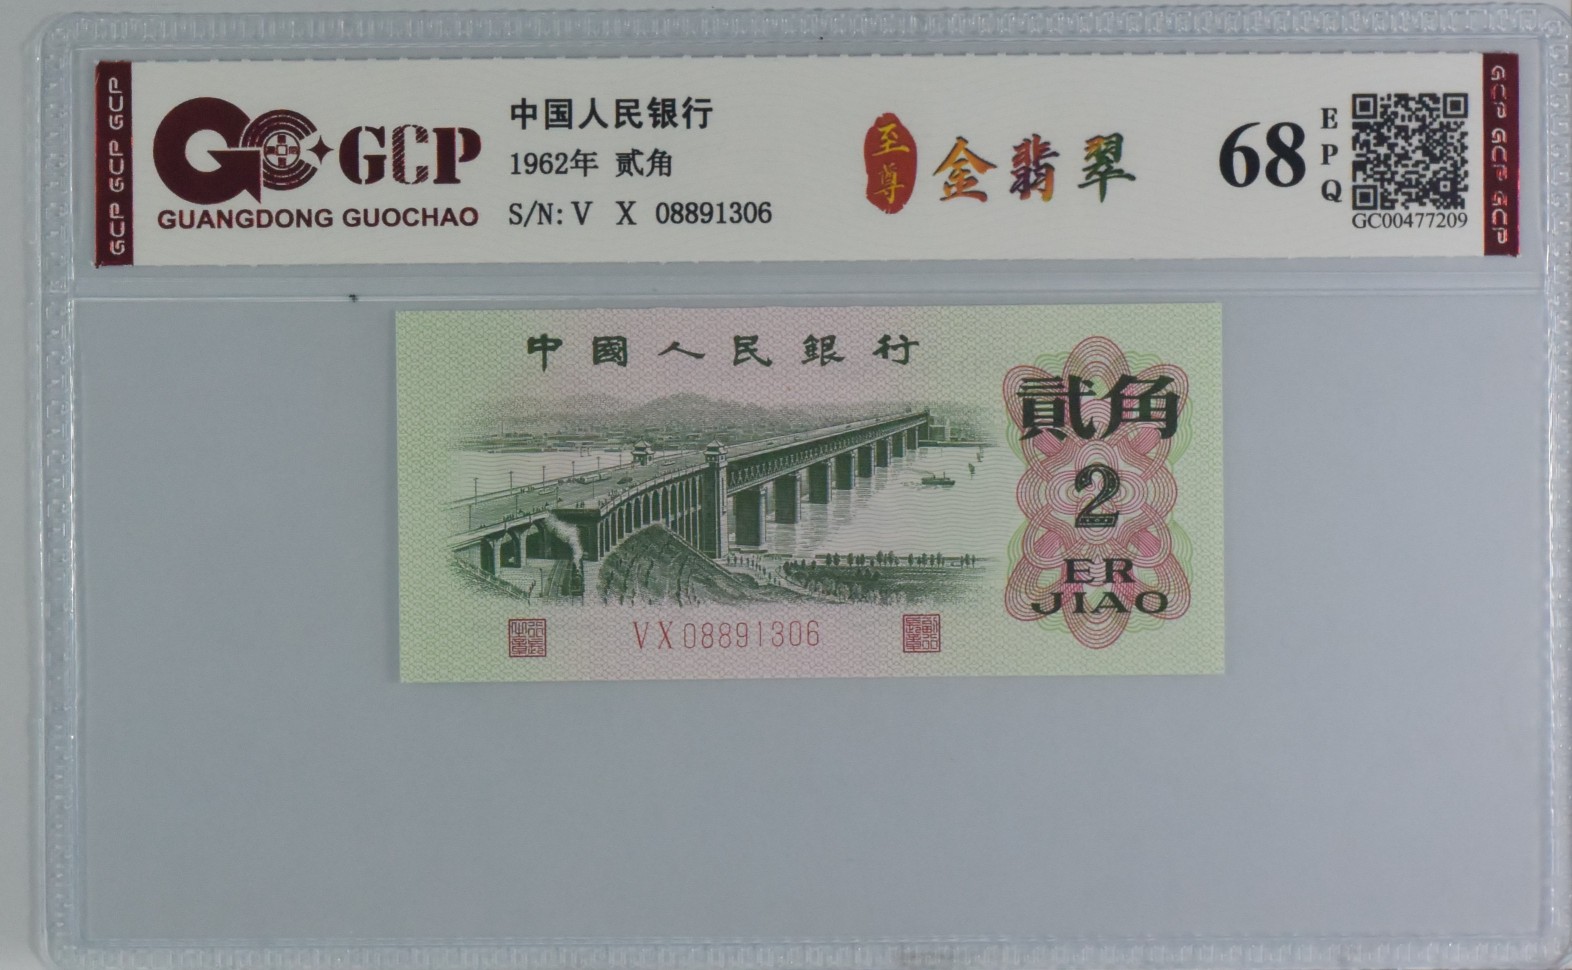 GCP GCP GCP
GCP
GUANGDONG GUOCHAO
中国人民银行
1962年 贰角
S/N: V X 08891306
至尊
金翡翠
68
EPQ
GC00477209
GCP GCP GCP
中國人民銀行
貳角
2
ER
JIAO
VX08891306